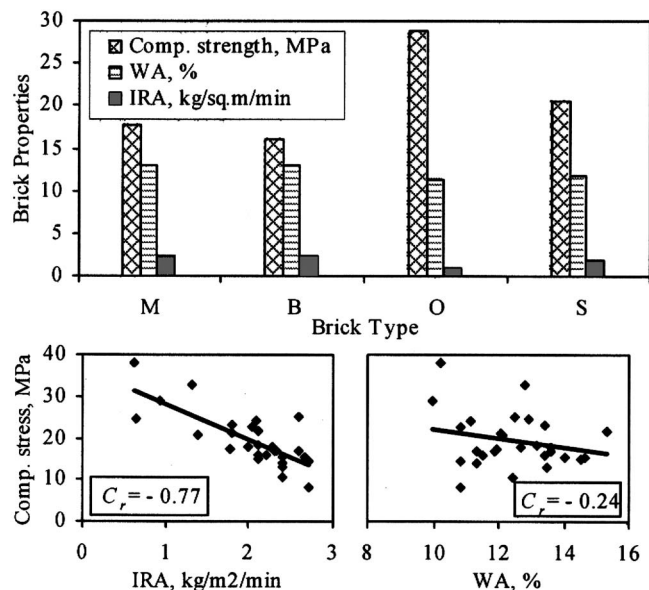 30
25
20
15
10
5
0
Brick Properties
Comp. strength, MPa
WA, %
IRA, kg/sq.m/min
M B O S
Brick Type
40
30
20
10
0
Comp. stress, MPa
C_r = - 0.77
0 1 2 3
IRA, kg/m2/min
C_r = - 0.24
8 10 12 14 16
WA, %